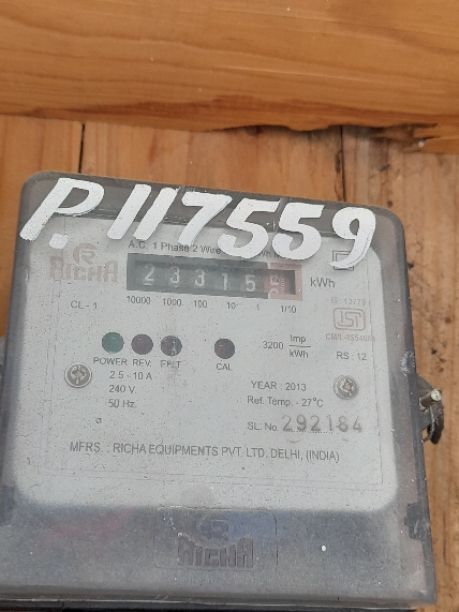 P.117559
A.C. 1 Phase 2 Wire
RICHA
23315 kWh
CL - 1
10000 1000 100 10 1 1/10
ISI
3200 Imp/kWh
RS : 12
POWER REV. E/L.T CAL
2.5 - 10 A
240 V.
50 Hz.
YEAR : 2013
Ref. Temp. - 27°C
SL. No. 292184
MFRS. : RICHA EQUIPMENTS PVT. LTD. DELHI, (INDIA)
RICHA